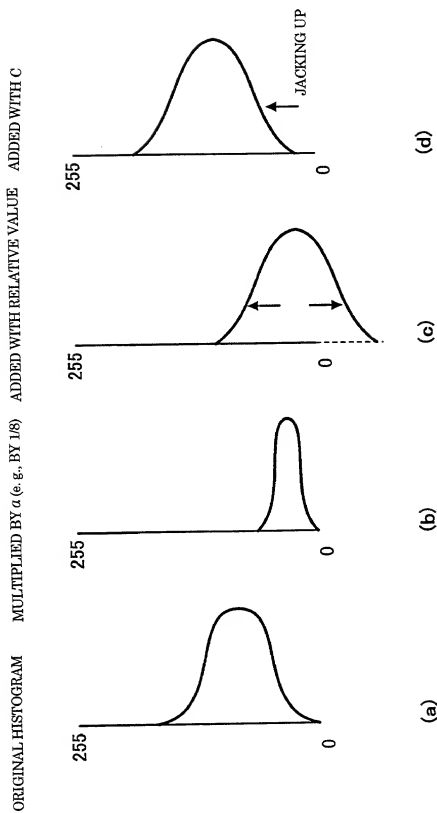 ORIGINAL HISTOGRAM
MULTIPLIED BY α (e. g., BY 1/8)
ADDED WITH RELATIVE VALUE
ADDED WITH C
255
0
(a)
255
0
(b)
255
0
(c)
255
0
JACKING UP
(d)